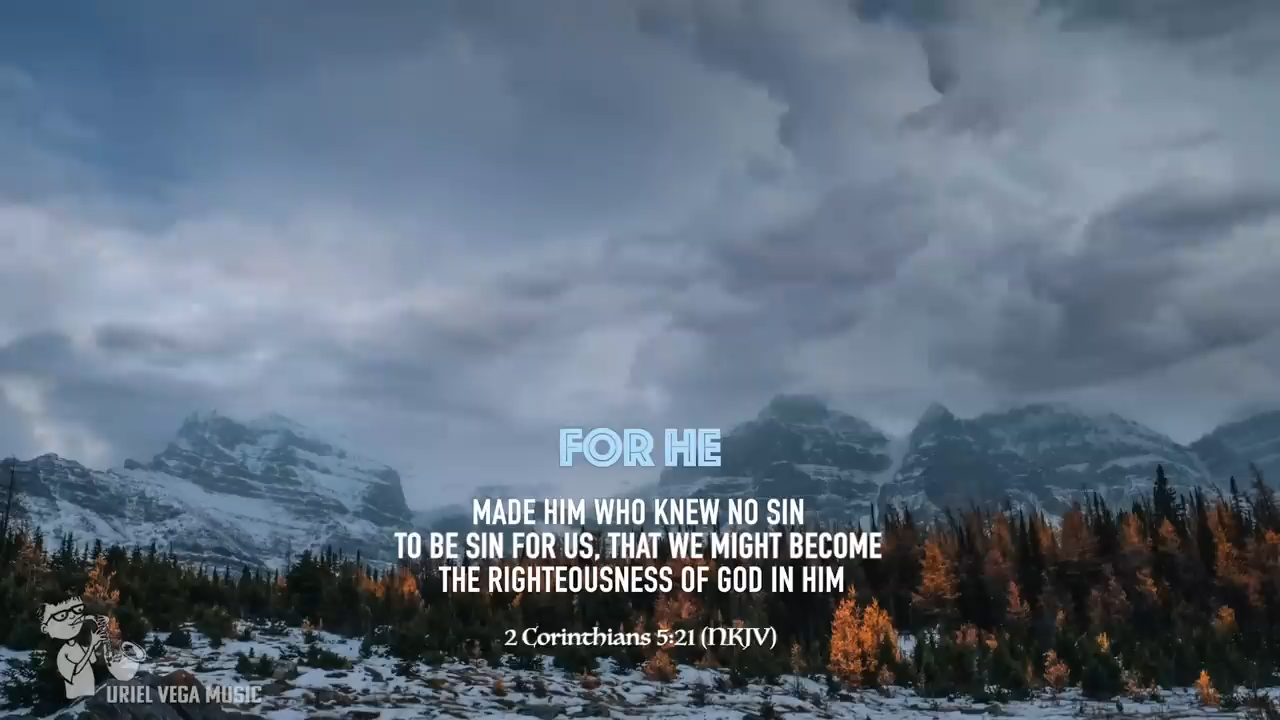 FOR HE
MADE HIM WHO KNEW NO SIN
TO BE SIN FOR US, THAT WE MIGHT BECOME
THE RIGHTEOUSNESS OF GOD IN HIM
2 Corinthians 5:21 (NKJV)
URIEL VEGA MUSIC